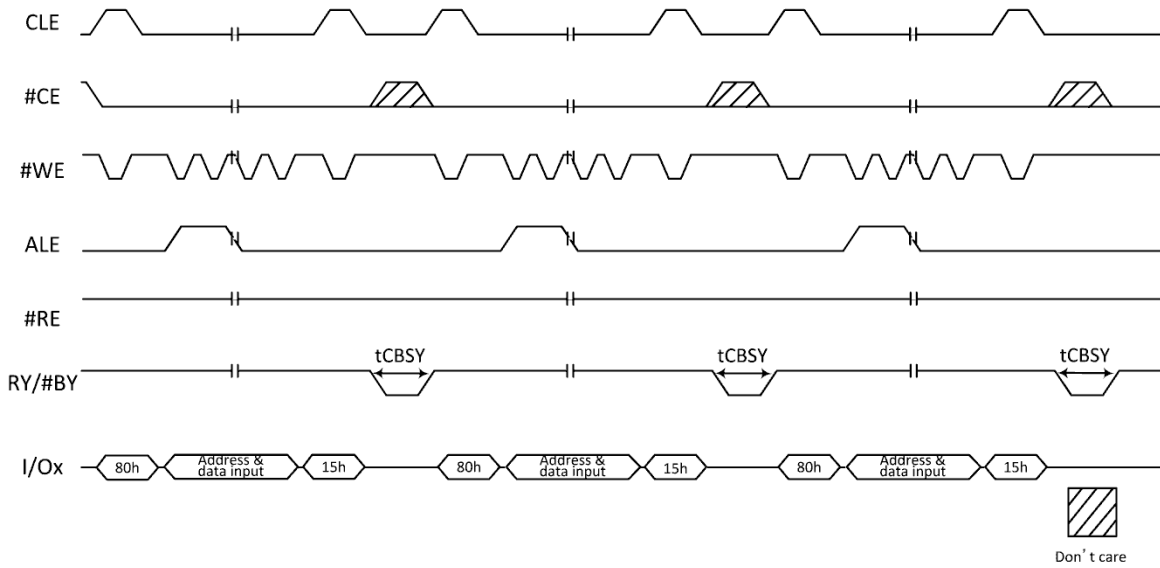 CLE
#CE
#WE
ALE
#RE
tCBSY tCBSY tCBSY
RY/#BY
I/Ox 80h Address & data input 15h 80h Address & data input 15h 80h Address & data input 15h
Don't care